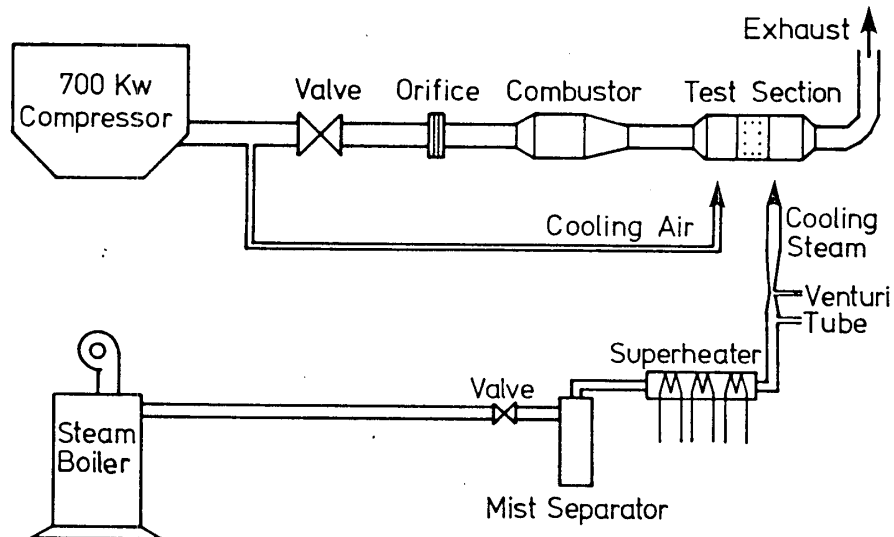 Exhaust
700 Kw
Compressor
Valve
Orifice
Combustor
Test Section
Cooling Air
Cooling
Steam
Venturi
Tube
Superheater
Valve
Steam
Boiler
Mist Separator